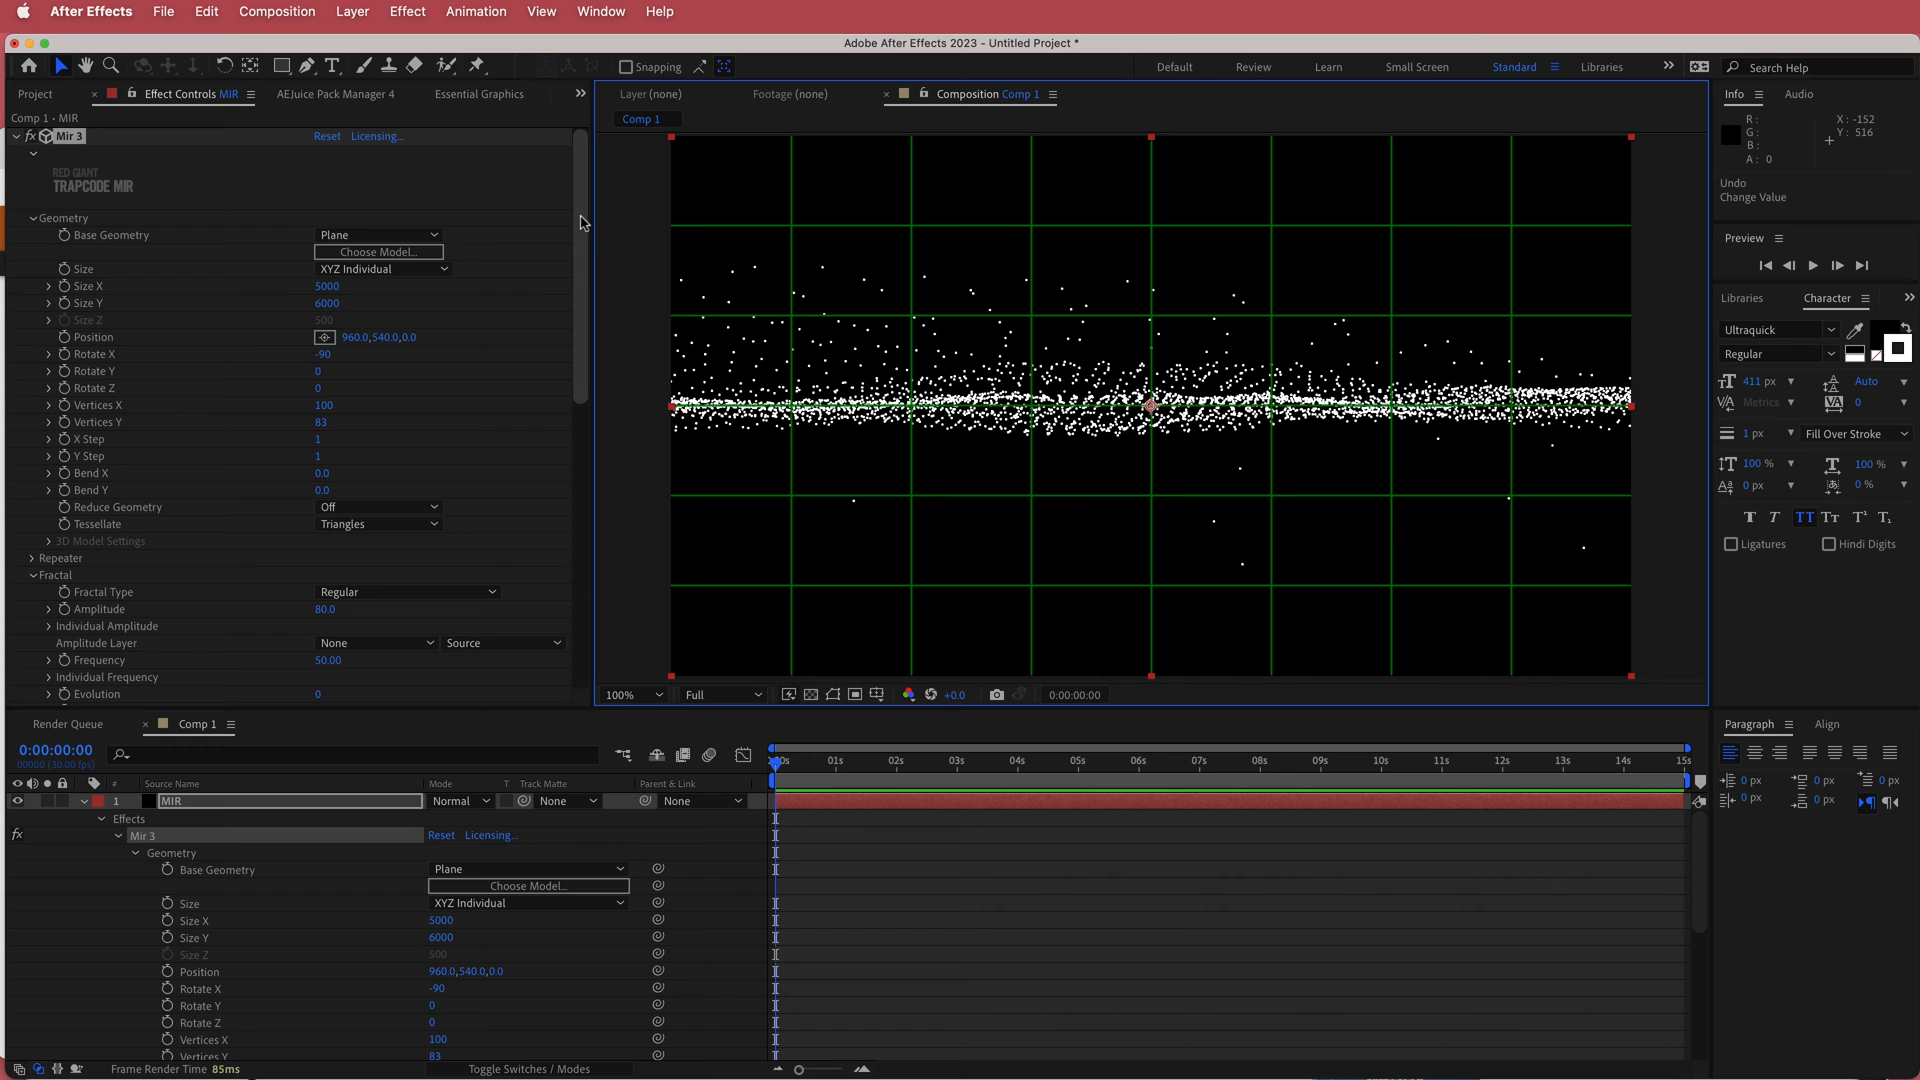 After Effects File Edit Composition Layer Effect Animation View Window Help
Adobe After Effects 2023 - Untitled Project *
Snapping Default Review Learn Small Screen Standard Libraries Search Help
Project Effect Controls MIR AEJuice Pack Manager 4 Essential Graphics Layer (none) Footage (none) Composition Comp 1 Info Audio
Comp 1 • MIR
Comp 1
R: G: B: A: 0
X: -152
Y: 516
Undo
Change Value
fx Mir 3 Reset Licensing...
RED GIANT
TRAPCODE MIR
Geometry
Base Geometry Plane
Choose Model...
Size XYZ Individual
Size X 5000
Size Y 6000
Size Z 500
Position 960.0,540.0,0.0
Rotate X -90
Rotate Y 0
Rotate Z 0
Vertices X 100
Vertices Y 83
X Step 1
Y Step 1
Bend X 0.0
Bend Y 0.0
Reduce Geometry Off
Tessellate Triangles
3D Model Settings
Repeater
Fractal
Fractal Type Regular
Amplitude 80.0
Individual Amplitude
Amplitude Layer None Source
Frequency 50.00
Individual Frequency
Evolution 0
100% Full +0.0 0:00:00:00
Preview
Libraries Character
Ultraquick
Regular
411 px Auto
Metrics 0
1 px Fill Over Stroke
100 % 100 %
0 px 0 %
T T TT Tt T¹ T₁
Ligatures Hindi Digits
Render Queue Comp 1
0:00:00:00
00000 (30.00 fps)
01s 02s 03s 04s 05s 06s 07s 08s 09s 10s 11s 12s 13s 14s 15s
# Source Name Mode T Track Matte Parent & Link
1 MIR Normal None None
Effects
fx Mir 3 Reset Licensing...
Geometry
Base Geometry Plane
Choose Model...
Size XYZ Individual
Size X 5000
Size Y 6000
Size Z 500
Position 960.0,540.0,0.0
Rotate X -90
Rotate Y 0
Rotate Z 0
Vertices X 100
Vertices Y 83
Frame Render Time 85ms Toggle Switches / Modes
Paragraph Align
0 px 0 px 0 px
0 px 0 px